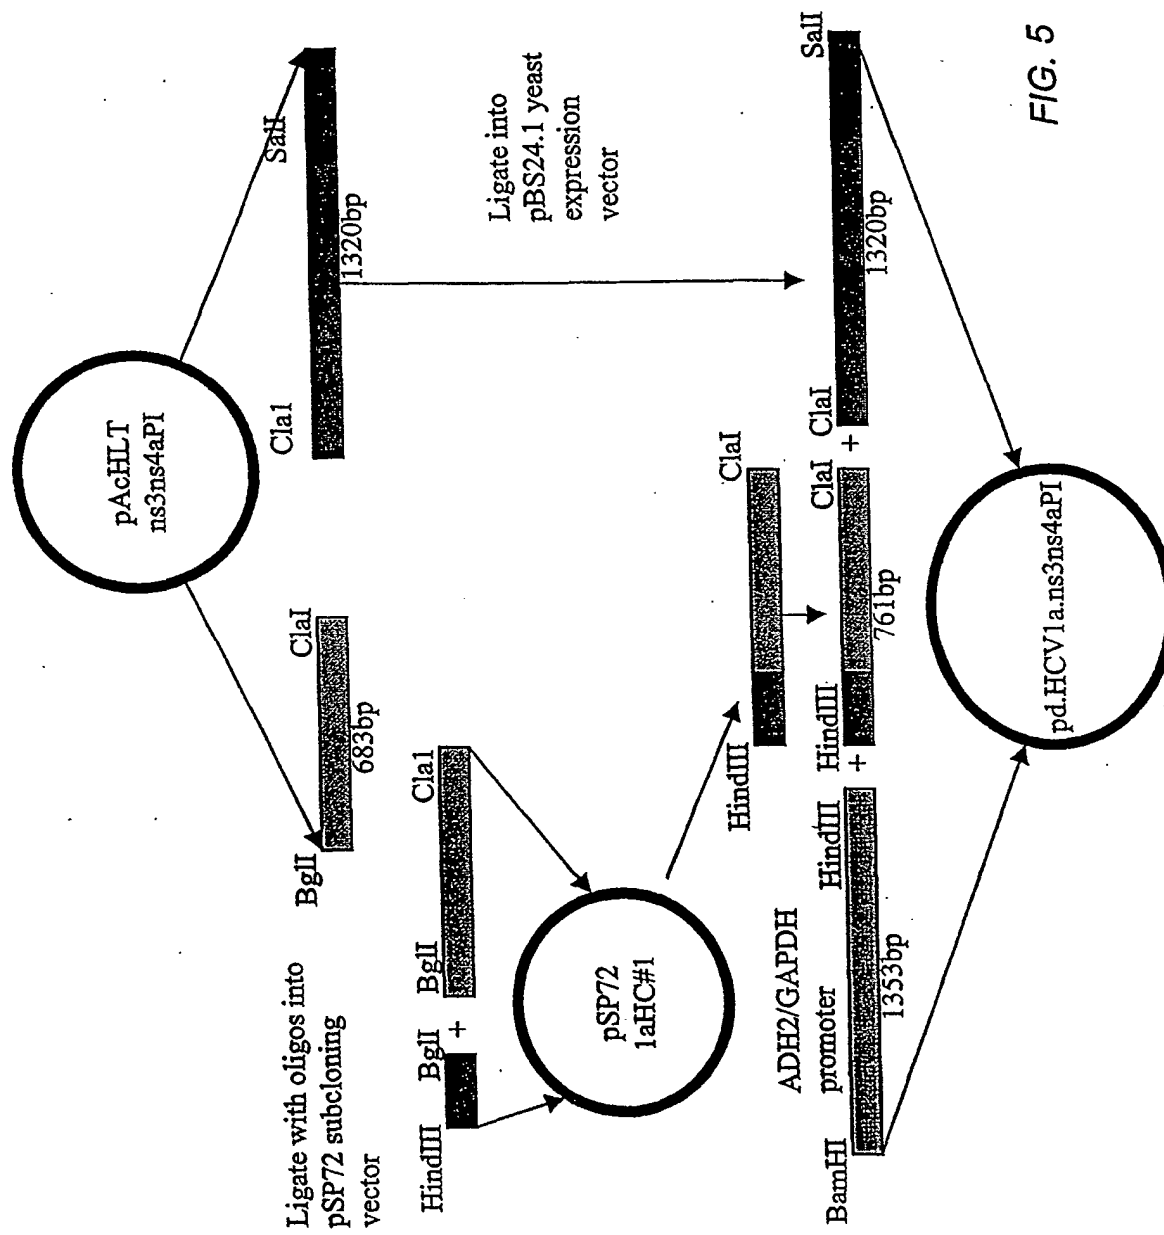 pAcHLT
ns3ns4aPI
BglI
ClaI
683bp
Cla1
SalI
1320bp
Ligate with oligos into
pSP72 subcloning
vector
HindIII
BglI
+
BglI
Cla1
Ligate into
pBS24.1 yeast
expression
vector
pSP72
1aHC#1
HindIII
ClaI
ADH2/GAPDH
promoter
BamHI
HindIII
1353bp
+
HindIII
ClaI
761bp
+
ClaI
SalI
1320bp
pd.HCV1a.ns3ns4aPI
FIG. 5